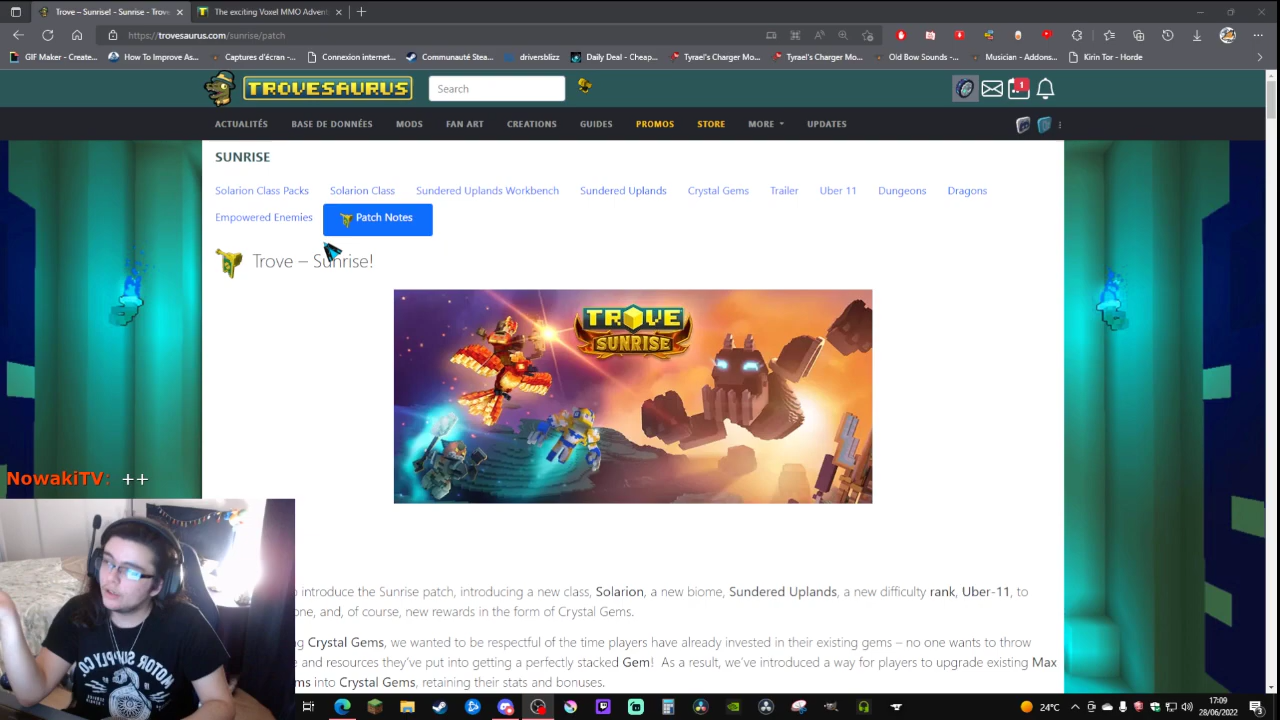 Trove – Sunrise! - Sunrise - Trov
The exciting Voxel MMO Advent
https://trovesaurus.com/sunrise/patch
GIF Maker - Create... How To Improve As... Captures d'écran -... Connexion internet... Communauté Stea... driversblizz Daily Deal - Cheap... Tyrael's Charger Mo... Tyrael's Charger Mo... Old Bow Sounds -... Musician - Addons... Kirin Tor - Horde
TROVESAURUS Search 1
ACTUALITÉS BASE DE DONNÉES MODS FAN ART CREATIONS GUIDES PROMOS STORE MORE UPDATES
SUNRISE
Solarion Class Packs Solarion Class Sundered Uplands Workbench Sundered Uplands Crystal Gems Trailer Uber 11 Dungeons Dragons
Empowered Enemies Patch Notes
Trove – Sunrise!
TROVE
SUNRISE
NowakiTV: ++
introduce the Sunrise patch, introducing a new class, Solarion, a new biome, Sundered Uplands, a new difficulty rank, Uber-11, to
one, and, of course, new rewards in the form of Crystal Gems.
Crystal Gems, we wanted to be respectful of the time players have already invested in their existing gems – no one wants to throw
and resources they've put into getting a perfectly stacked Gem! As a result, we've introduced a way for players to upgrade existing Max
into Crystal Gems, retaining their stats and bonuses.
MOTOR SUPPLY CO
24°C
17:09
28/06/2022